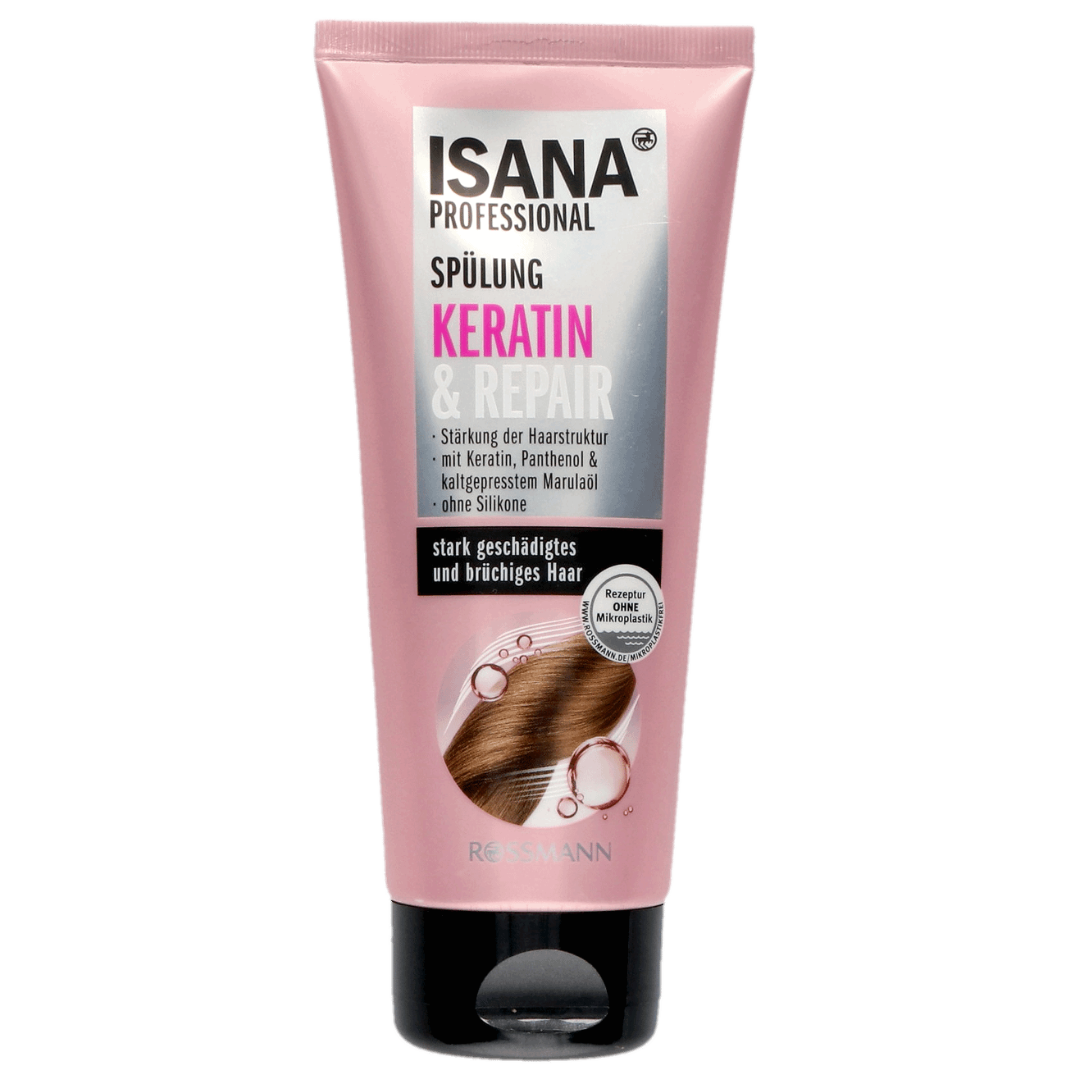 ISANA
PROFESSIONAL
SPÜLUNG
KERATIN
& REPAIR
· Stärkung der Haarstruktur
· mit Keratin, Panthenol &
kaltgepresstem Marulaöl
· ohne Silikone
stark geschädigtes
und brüchiges Haar
Rezeptur
OHNE
Mikroplastik
WWW.ROSSMANN.DE/MIKROPLASTIKFREI
ROSSMANN